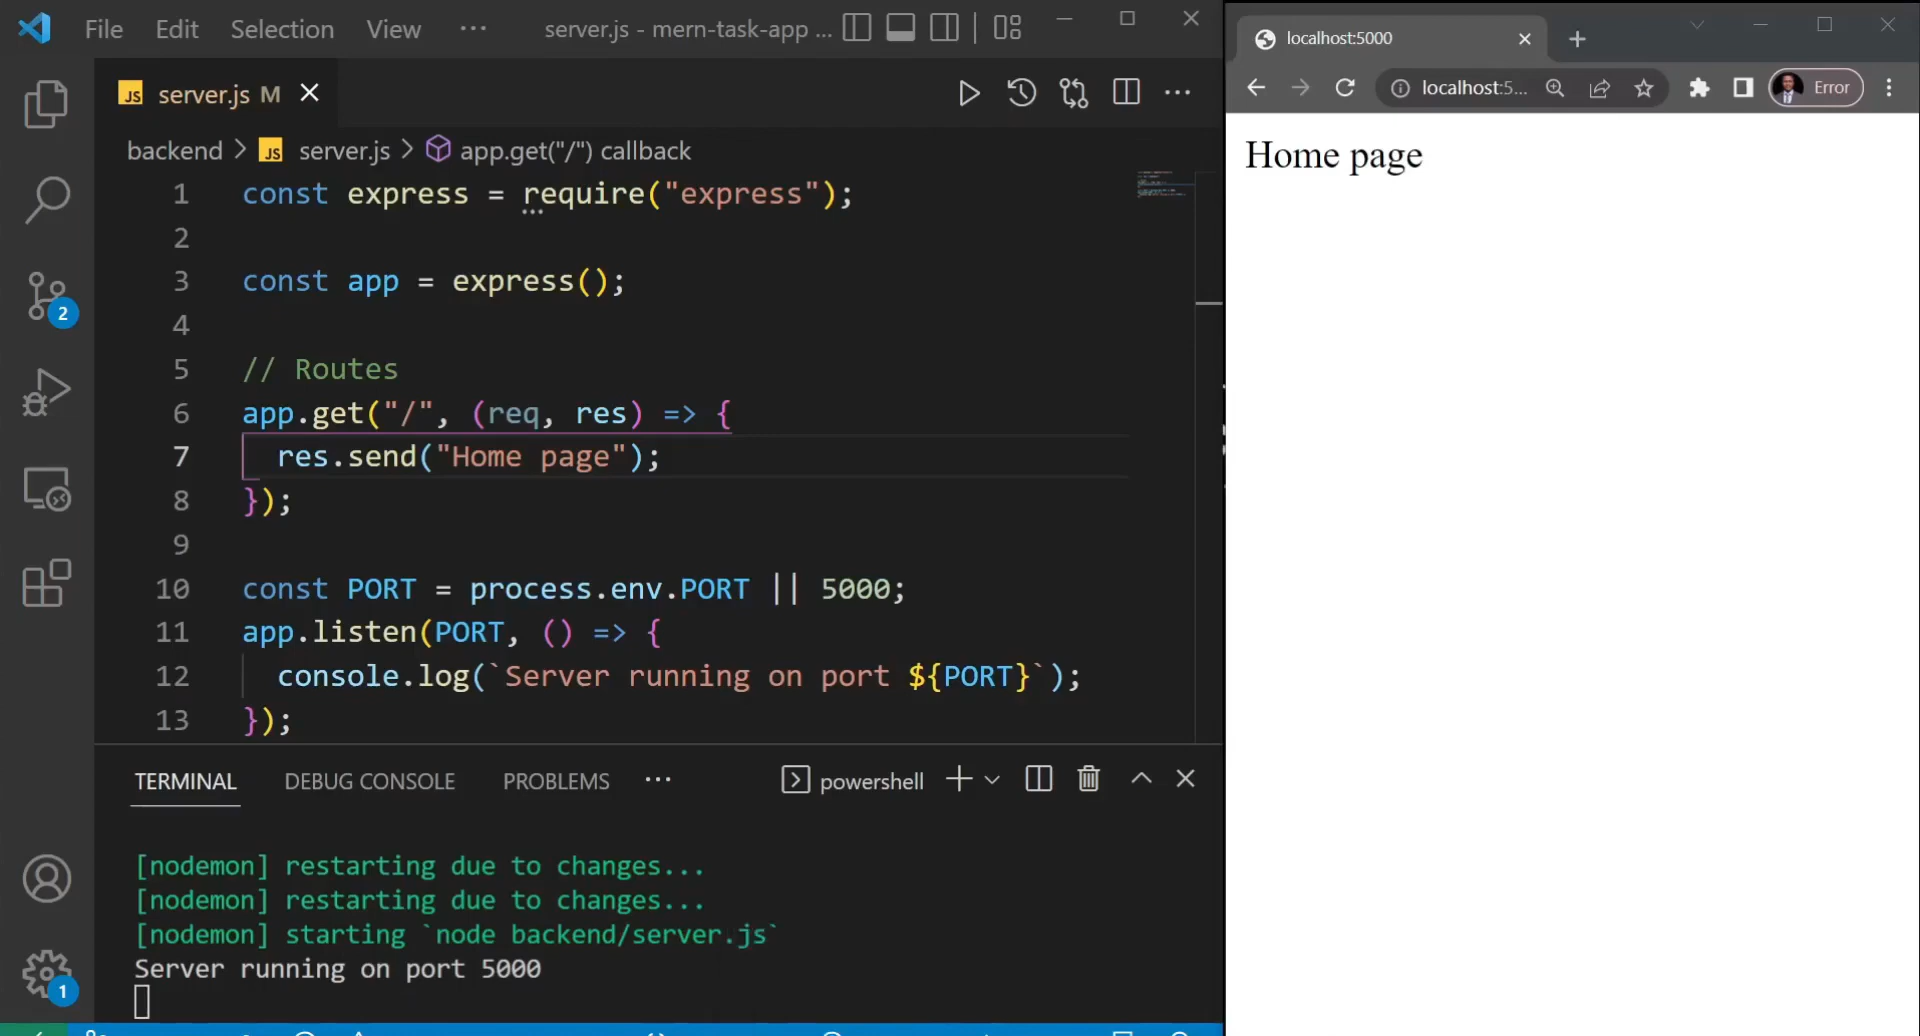 File Edit Selection View ··· server.js - mern-task-app ...
server.js M
backend > server.js > app.get("/") callback
1 const express = require("express");
2
3 const app = express();
4
5 // Routes
6 app.get("/", (req, res) => {
7 res.send("Home page");
8 });
9
10 const PORT = process.env.PORT || 5000;
11 app.listen(PORT, () => {
12 console.log(`Server running on port ${PORT}`);
13 });
2
1
TERMINAL DEBUG CONSOLE PROBLEMS ··· powershell
[nodemon] restarting due to changes...
[nodemon] restarting due to changes...
[nodemon] starting `node backend/server.js`
Server running on port 5000
localhost:5000
localhost:5... Error
Home page